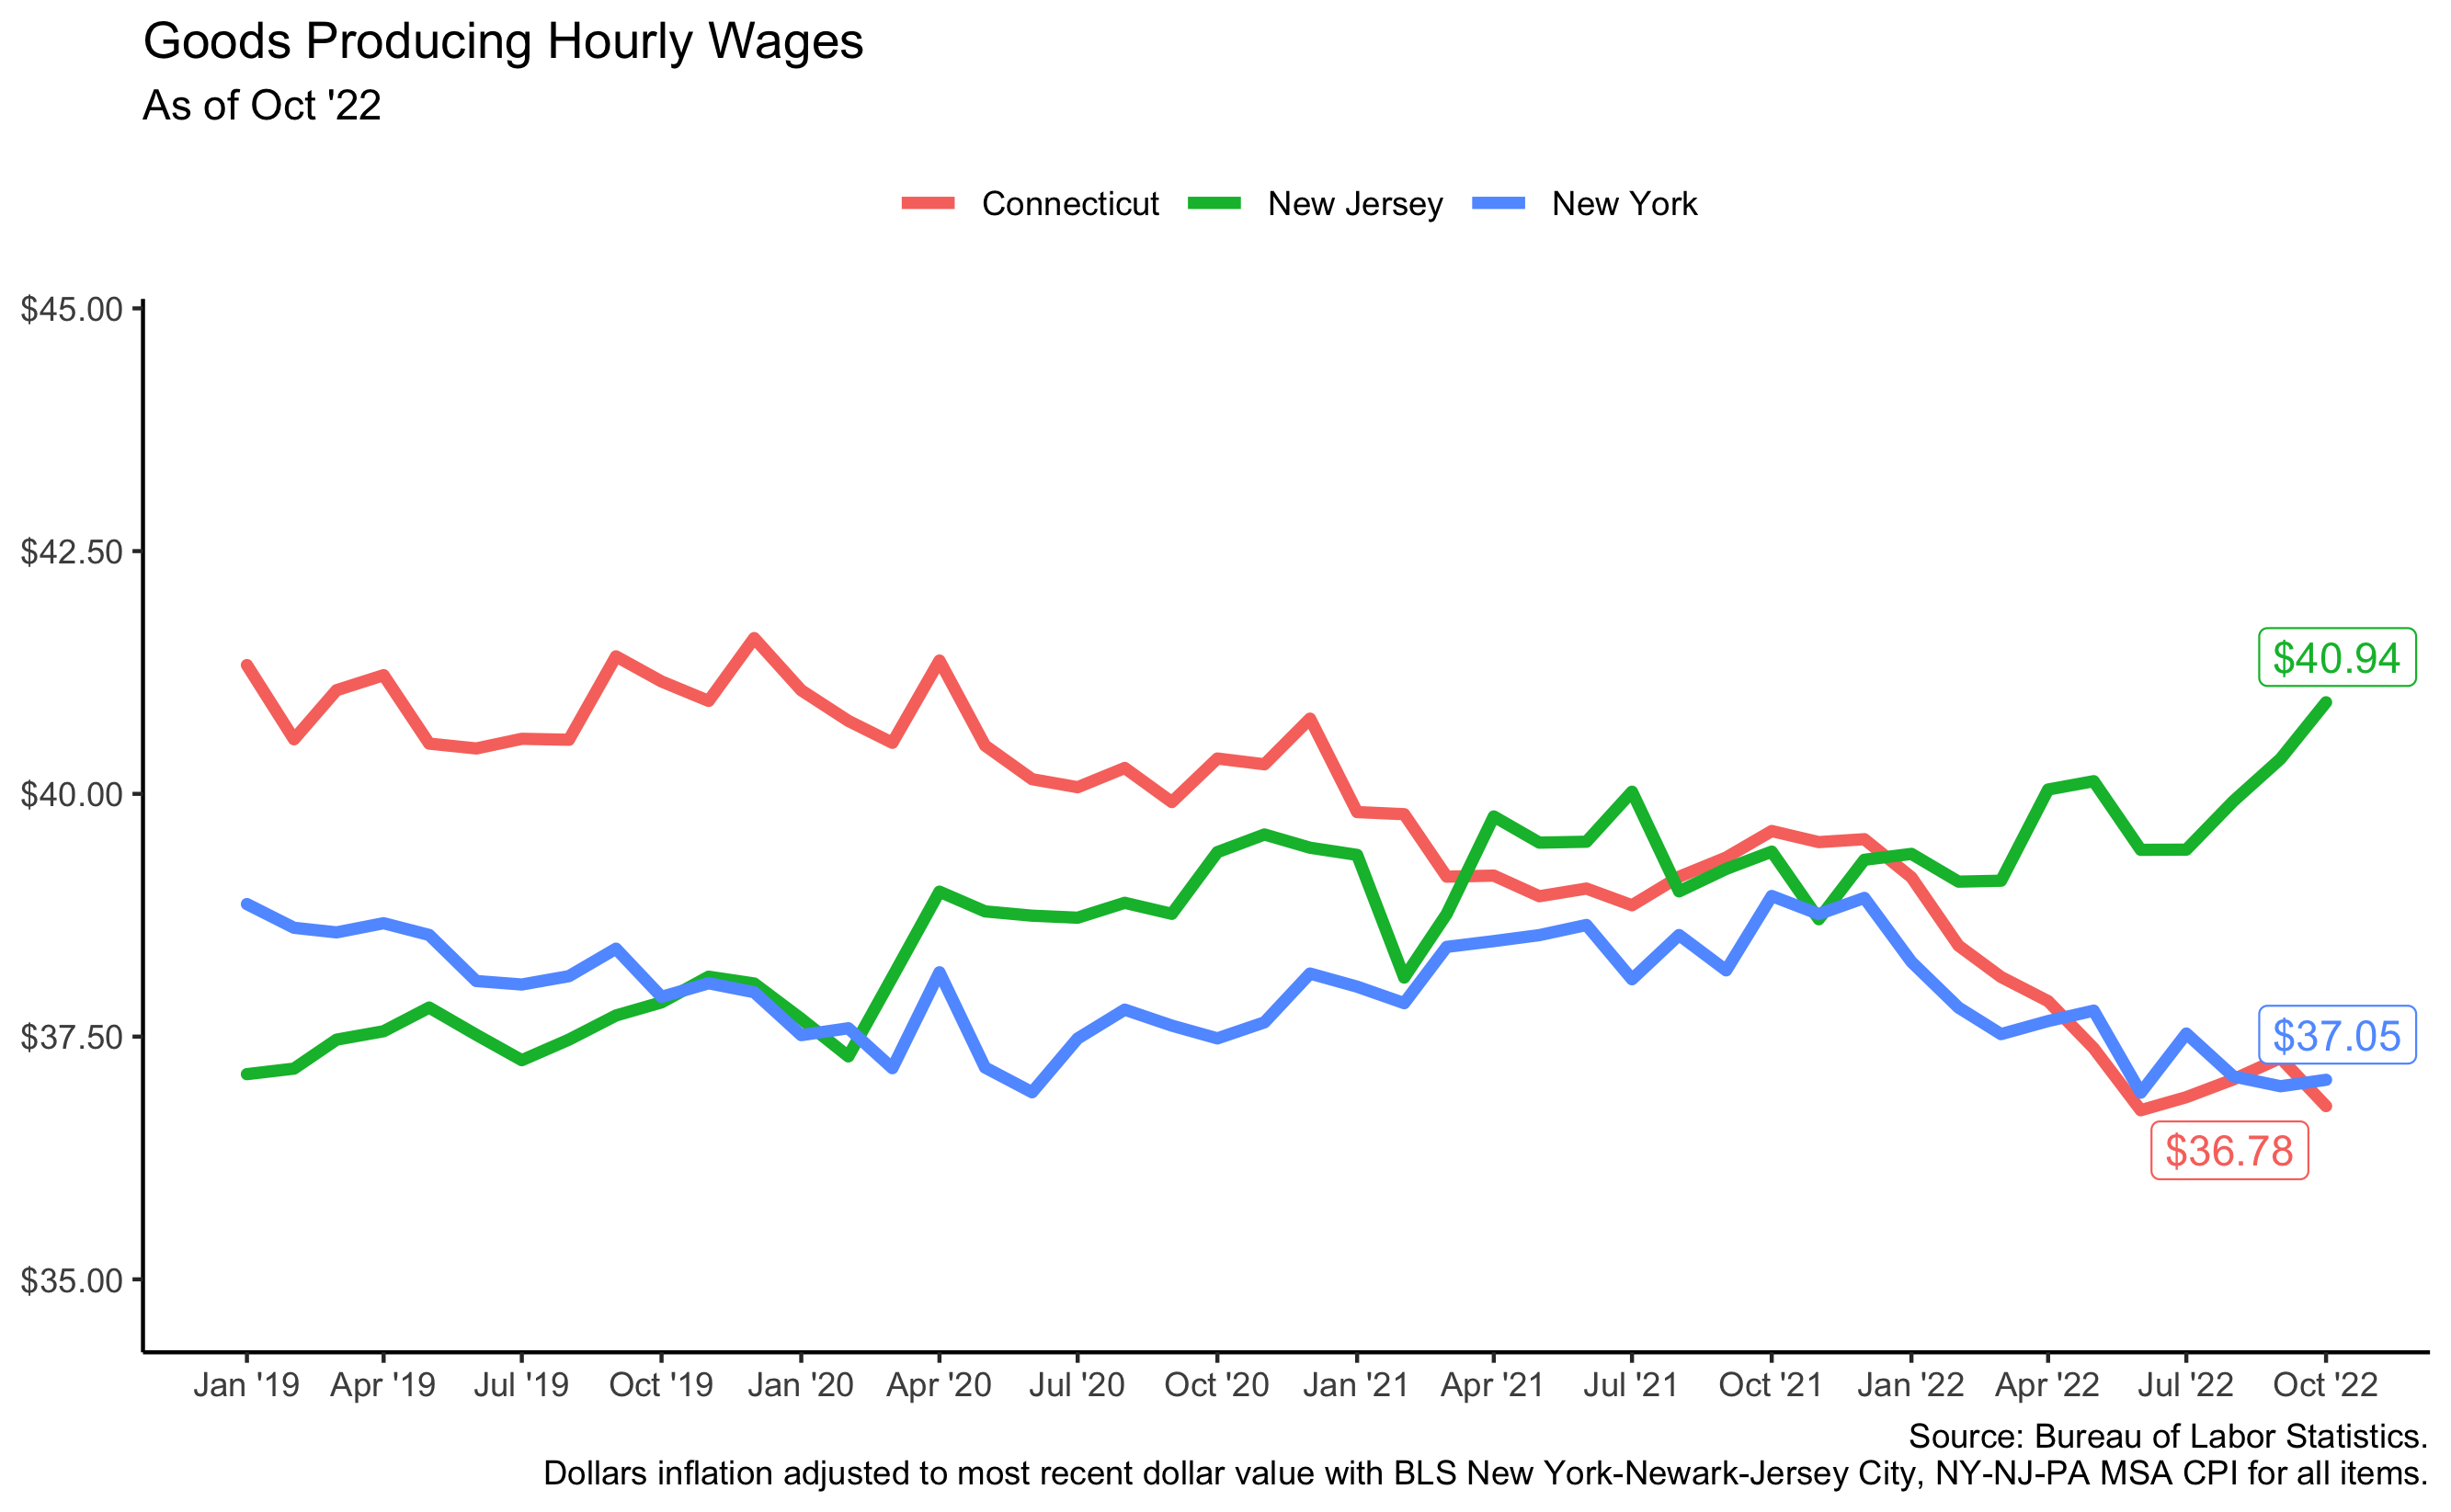 Goods Producing Hourly Wages
As of Oct '22
Connecticut New Jersey New York
$45.00
$42.50
$40.00
$37.50
$35.00
$40.94
$37.05
$36.78
Jan '19 Apr '19 Jul '19 Oct '19 Jan '20 Apr '20 Jul '20 Oct '20 Jan '21 Apr '21 Jul '21 Oct '21 Jan '22 Apr '22 Jul '22 Oct '22
Source: Bureau of Labor Statistics.
Dollars inflation adjusted to most recent dollar value with BLS New York-Newark-Jersey City, NY-NJ-PA MSA CPI for all items.